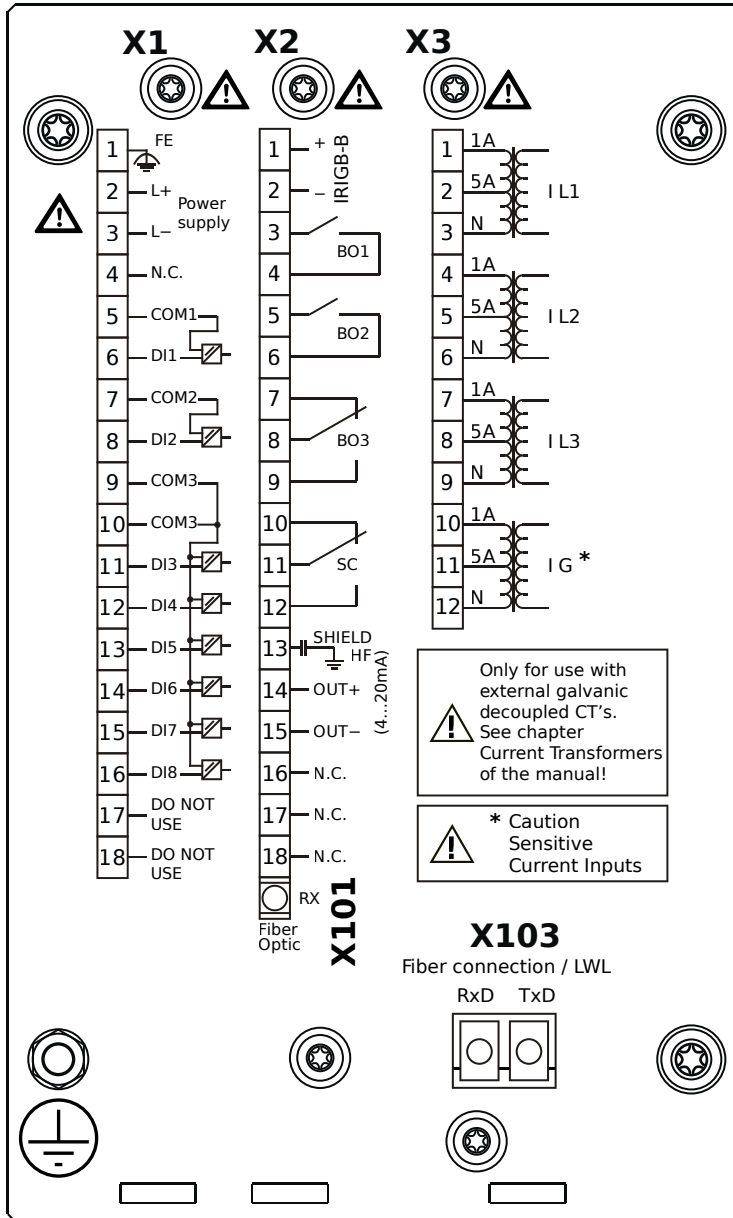 X1
1 FE
2 L+
Power
supply
3 L−
4 N.C.
5 COM1
6 DI1
7 COM2
8 DI2
9 COM3
10 COM3
11 DI3
12 DI4
13 DI5
14 DI6
15 DI7
16 DI8
17 DO NOT
USE
18 DO NOT
USE
X2
1 +
2 −
IRIGB-B
3
4
BO1
5
6
BO2
7
8 BO3
9
10
11 SC
12
13 SHIELD
HF
14 OUT+
15 OUT−
(4...20mA)
16 N.C.
17 N.C.
18 N.C.
RX
Fiber
Optic
X101
X3
1 1A
2 5A I L1
3 N
4 1A
5 5A I L2
6 N
7 1A
8 5A I L3
9 N
10 1A
11 5A I G *
12 N
!
Only for use with
external galvanic
decoupled CT's.
See chapter
Current Transformers
of the manual!
!
* Caution
Sensitive
Current Inputs
X103
Fiber connection / LWL
RxD TxD